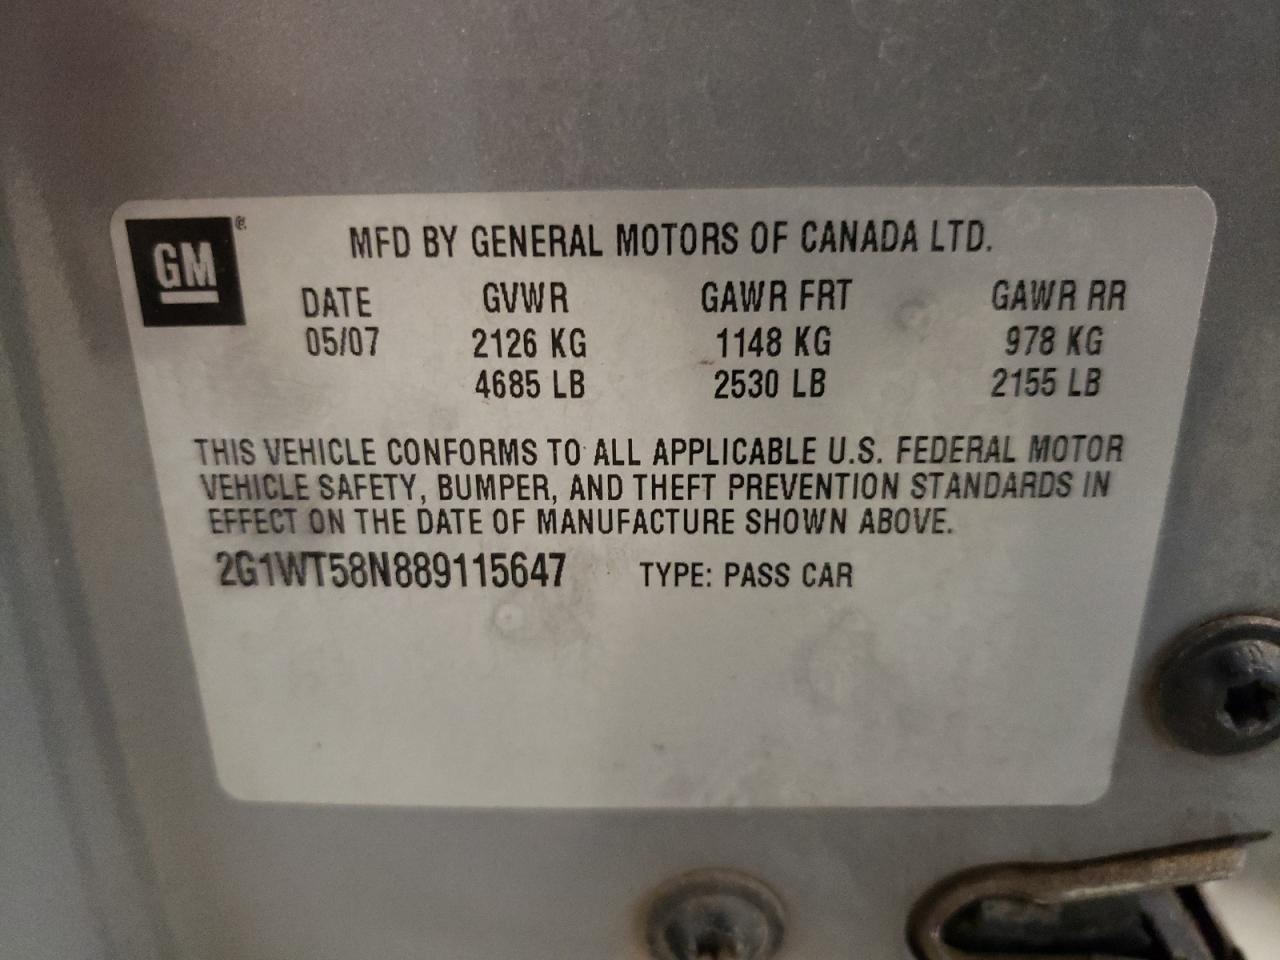 GM®
MFD BY GENERAL MOTORS OF CANADA LTD.
DATE GVWR GAWR FRT GAWR RR
05/07 2126 KG 1148 KG 978 KG
4685 LB 2530 LB 2155 LB
THIS VEHICLE CONFORMS TO ALL APPLICABLE U.S. FEDERAL MOTOR
VEHICLE SAFETY, BUMPER, AND THEFT PREVENTION STANDARDS IN
EFFECT ON THE DATE OF MANUFACTURE SHOWN ABOVE.
2G1WT58N889115647 TYPE: PASS CAR